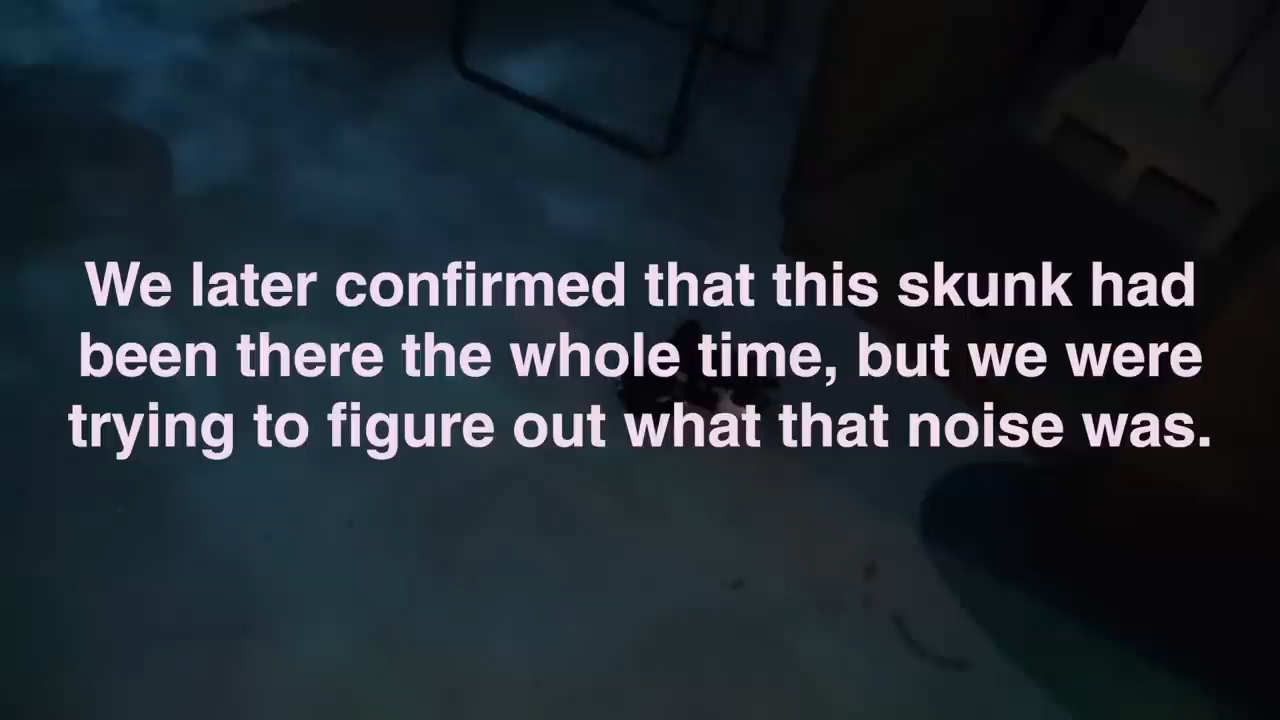 We later confirmed that this skunk had
been there the whole time, but we were
trying to figure out what that noise was.